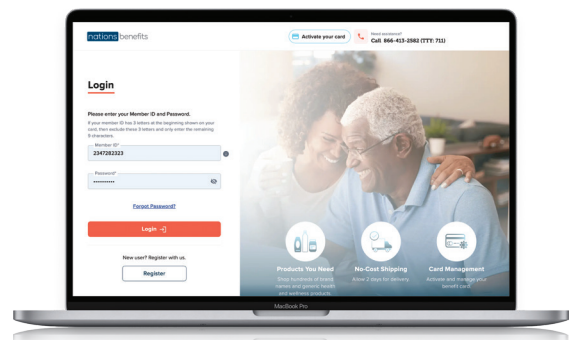 nations benefits
Activate your card
Need assistance?
Call 866-413-2582 (TTY: 711)
Login
Please enter your Member ID and Password.
If your member ID has 3 letters at the beginning shown on your
card, then exclude these 3 letters and only enter the remaining
9 characters.
Member ID*
2347282323
Password*
••••••••••
Forgot Password?
Login
New user? Register with us.
Register
Products You Need
Shop hundreds of brand
names and generic health
and wellness products
No-Cost Shipping
Allow 2 days for delivery
Card Management
Activate and manage your
benefit card
MacBook Pro